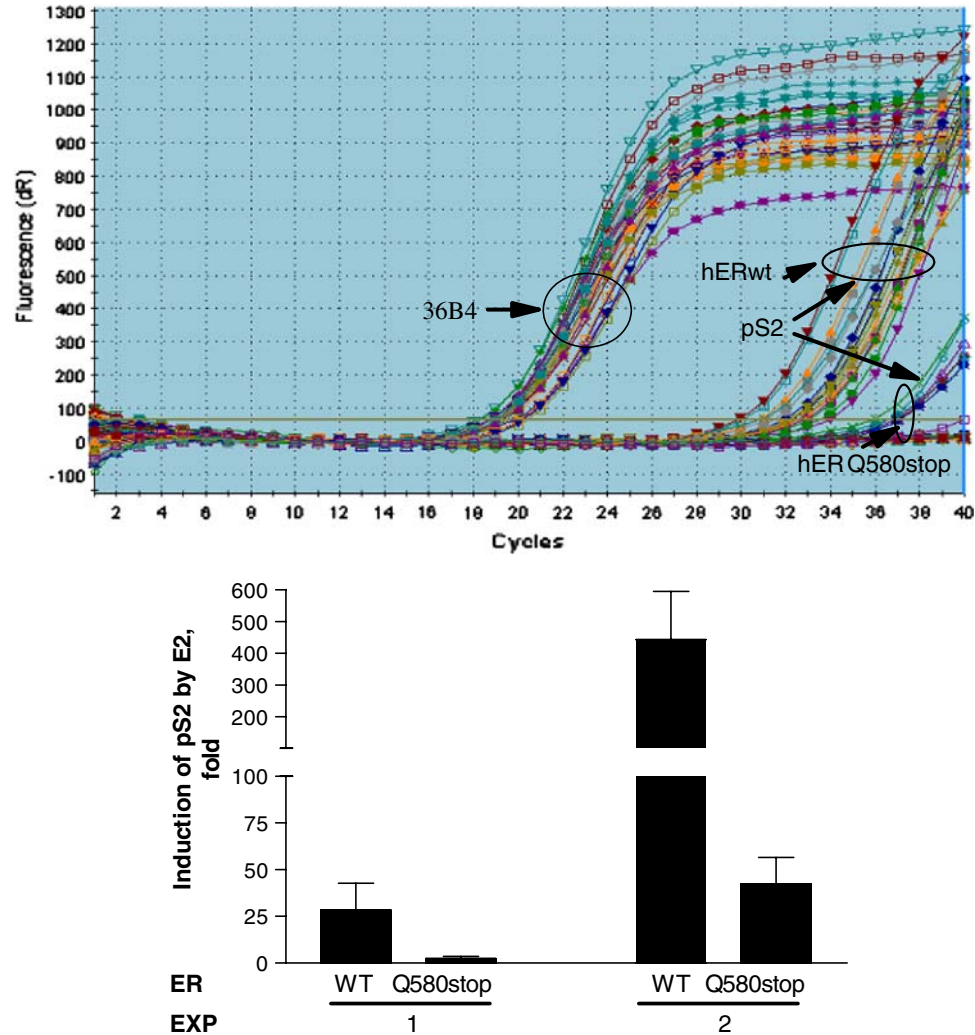 1300
1200
1100
1000
900
800
700
600
500
400
300
200
100
0
-100
Fluorescence (dR)
36B4
hERwt
pS2
hER Q580stop
2 4 6 8 10 12 14 16 18 20 22 24 26 28 30 32 34 36 38 40
Cycles
Induction of pS2 by E2,
fold
600
500
400
300
200
100
75
50
25
0
ER WT Q580stop WT Q580stop
EXP 1 2